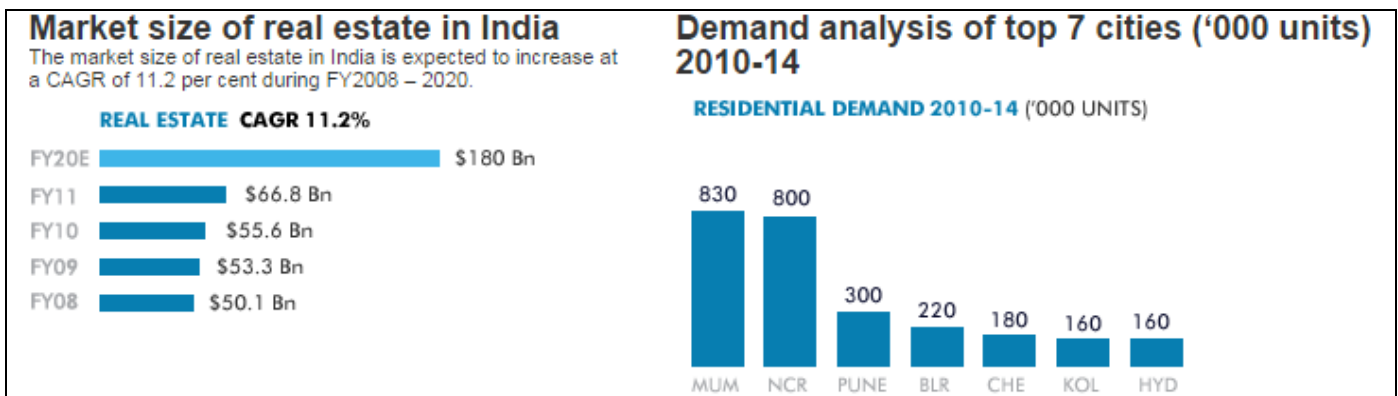 Market size of real estate in India
The market size of real estate in India is expected to increase at
a CAGR of 11.2 per cent during FY2008 – 2020.
REAL ESTATE CAGR 11.2%
FY20E $180 Bn
FY11 $66.8 Bn
FY10 $55.6 Bn
FY09 $53.3 Bn
FY08 $50.1 Bn
Demand analysis of top 7 cities (‘000 units)
2010-14
RESIDENTIAL DEMAND 2010-14 ('000 UNITS)
830 800 300 220 180 160 160
MUM NCR PUNE BLR CHE KOL HYD